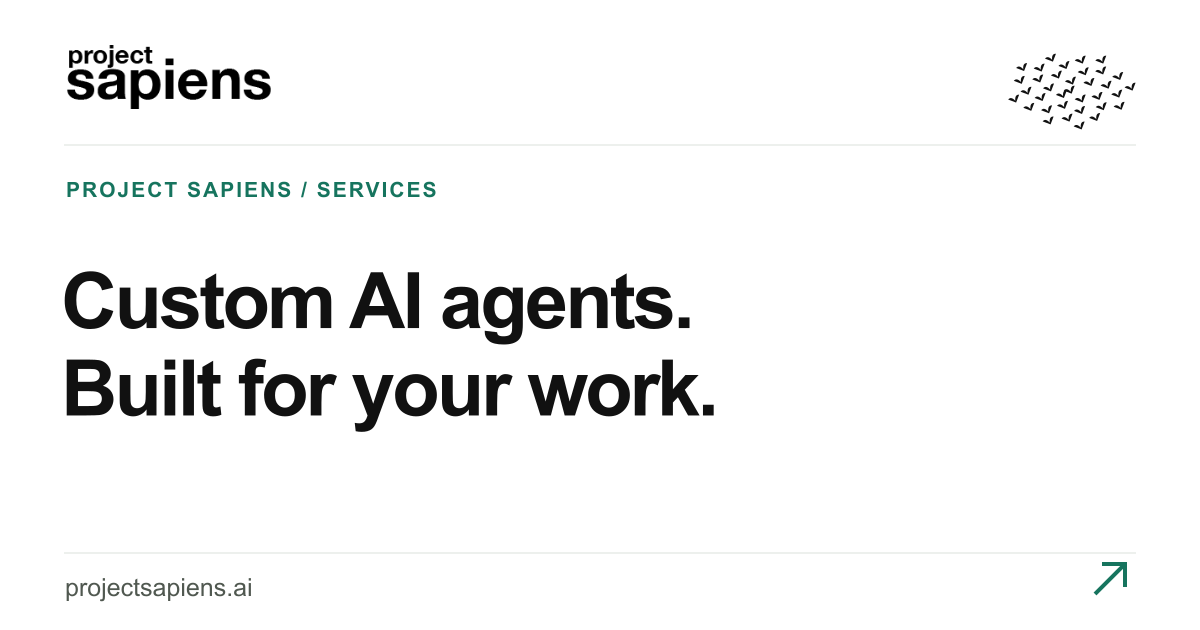 project
sapiens
PROJECT SAPIENS / SERVICES
Custom AI agents.
Built for your work.
projectsapiens.ai